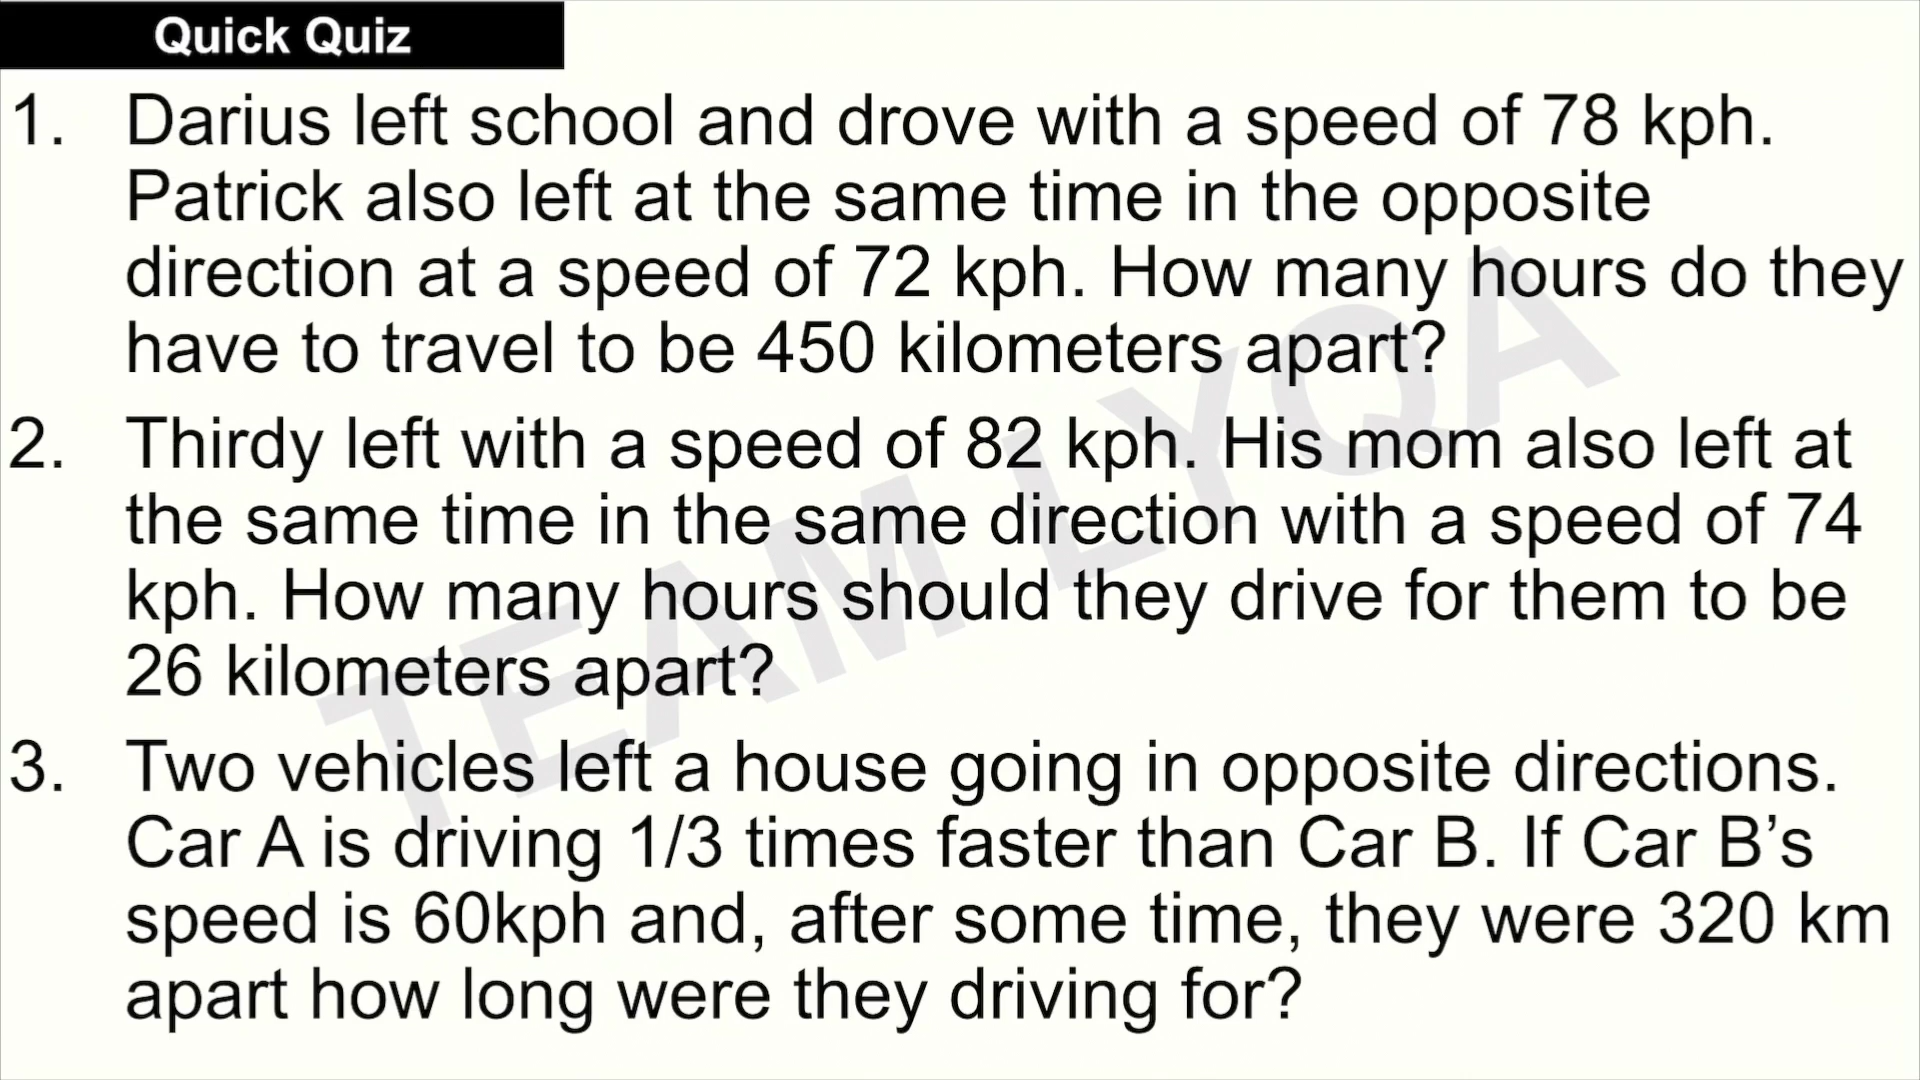 Quick Quiz
1. Darius left school and drove with a speed of 78 kph.
Patrick also left at the same time in the opposite
direction at a speed of 72 kph. How many hours do they
have to travel to be 450 kilometers apart?
2. Thirdy left with a speed of 82 kph. His mom also left at
the same time in the same direction with a speed of 74
kph. How many hours should they drive for them to be
26 kilometers apart?
3. Two vehicles left a house going in opposite directions.
Car A is driving 1/3 times faster than Car B. If Car B’s
speed is 60kph and, after some time, they were 320 km
apart how long were they driving for?
TEAM LYQA